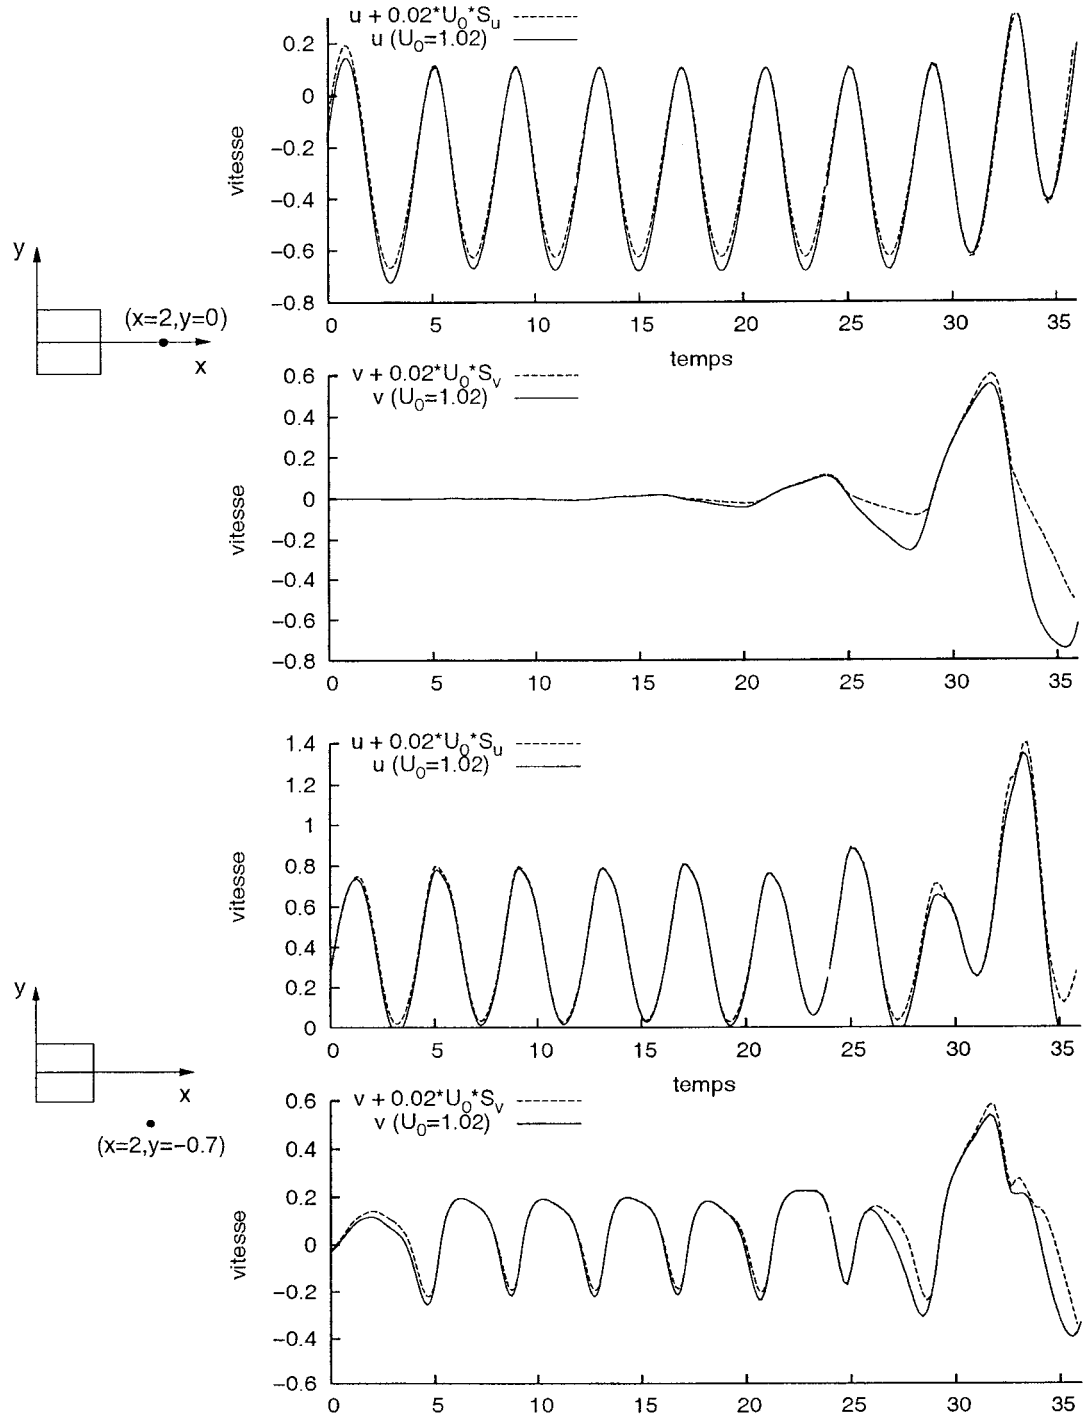 u + 0.02*U0*Su
u (U0=1.02)
0.2
0
−0.2
−0.4
−0.6
−0.8
vitesse
0 5 10 15 20 25 30 35
temps
y
(x=2,y=0)
x
v + 0.02*U0*Sv
v (U0=1.02)
0.6
0.4
0.2
0
−0.2
−0.4
−0.6
−0.8
vitesse
0 5 10 15 20 25 30 35
u + 0.02*U0*Su
u (U0=1.02)
1.4
1.2
1
0.8
0.6
0.4
0.2
0
vitesse
0 5 10 15 20 25 30 35
temps
y
x
(x=2,y=−0.7)
v + 0.02*U0*Sv
v (U0=1.02)
0.6
0.4
0.2
0
−0.2
−0.4
−0.6
vitesse
0 5 10 15 20 25 30 35